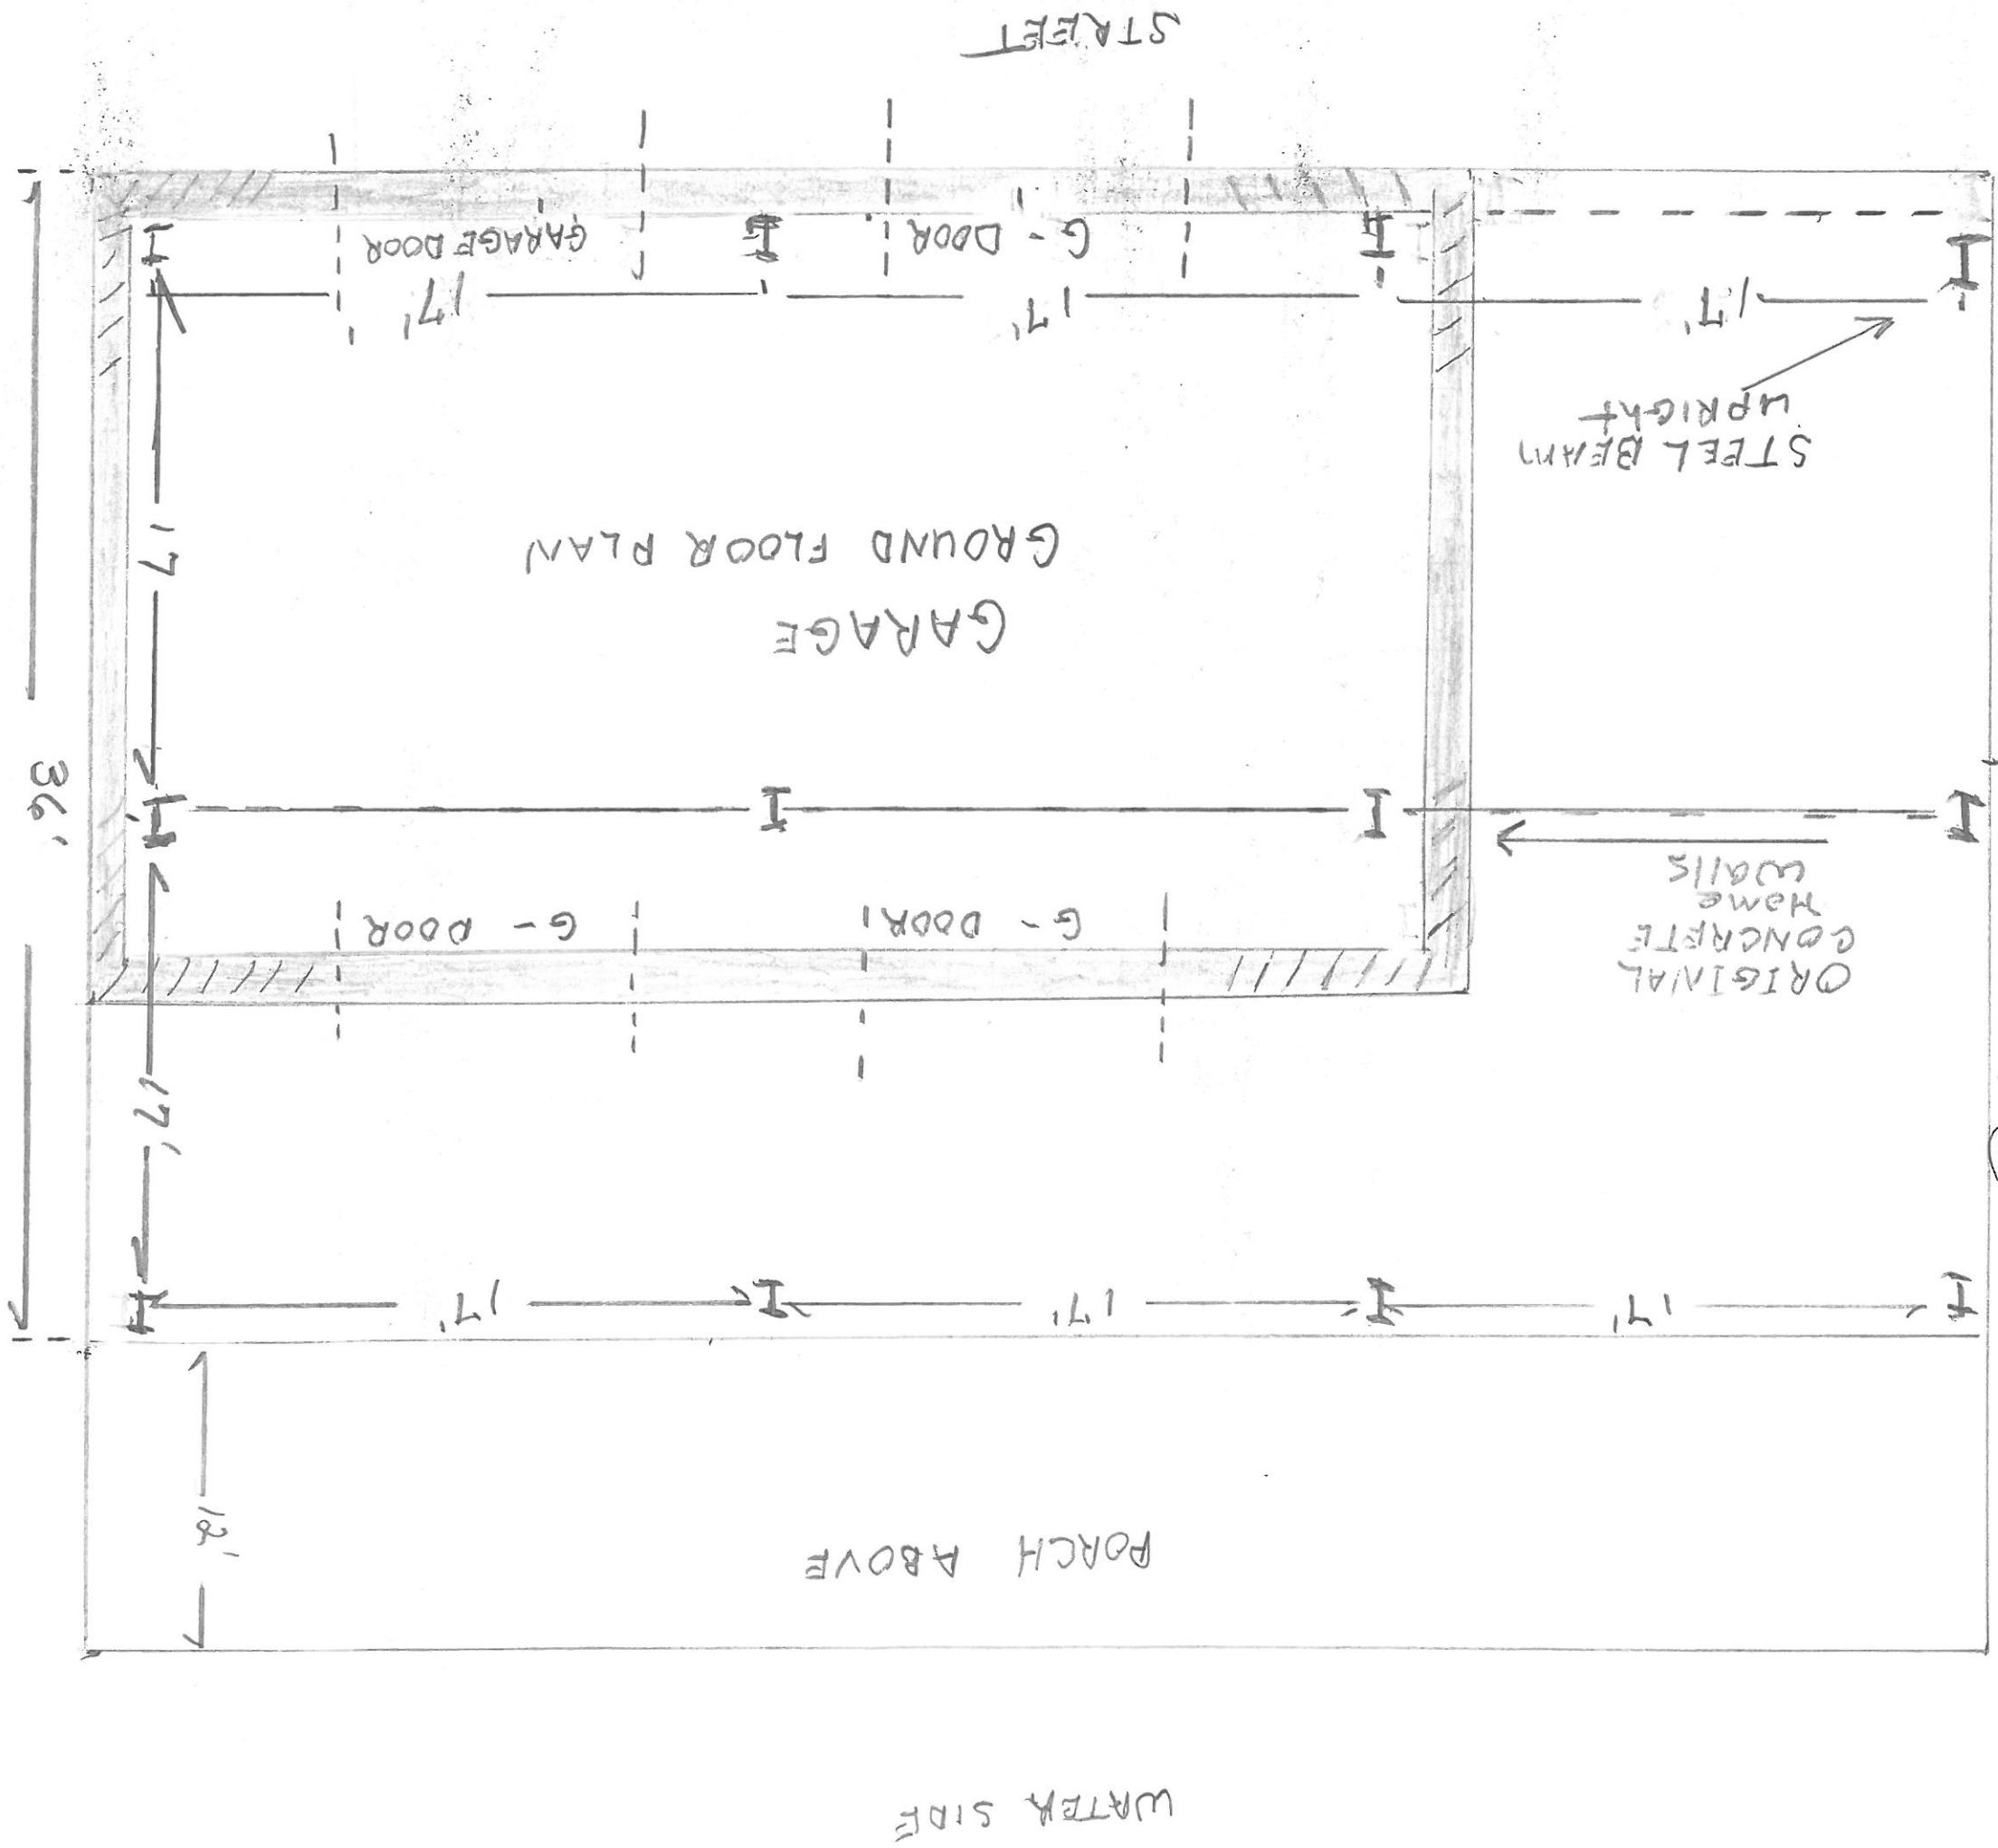 WATER SIDE
PORCH ABOVE
12'
17'
17'
17'
17'
ORIGINAL
CONCRETE
Home
Walls
G- DOOR
G- DOOR
36'
GARAGE
GROUND FLOOR PLAN
17
STEEL BEAM
UPRIGHT
17'
17'
17'
G- DOOR
GARAGE DOOR
STREET